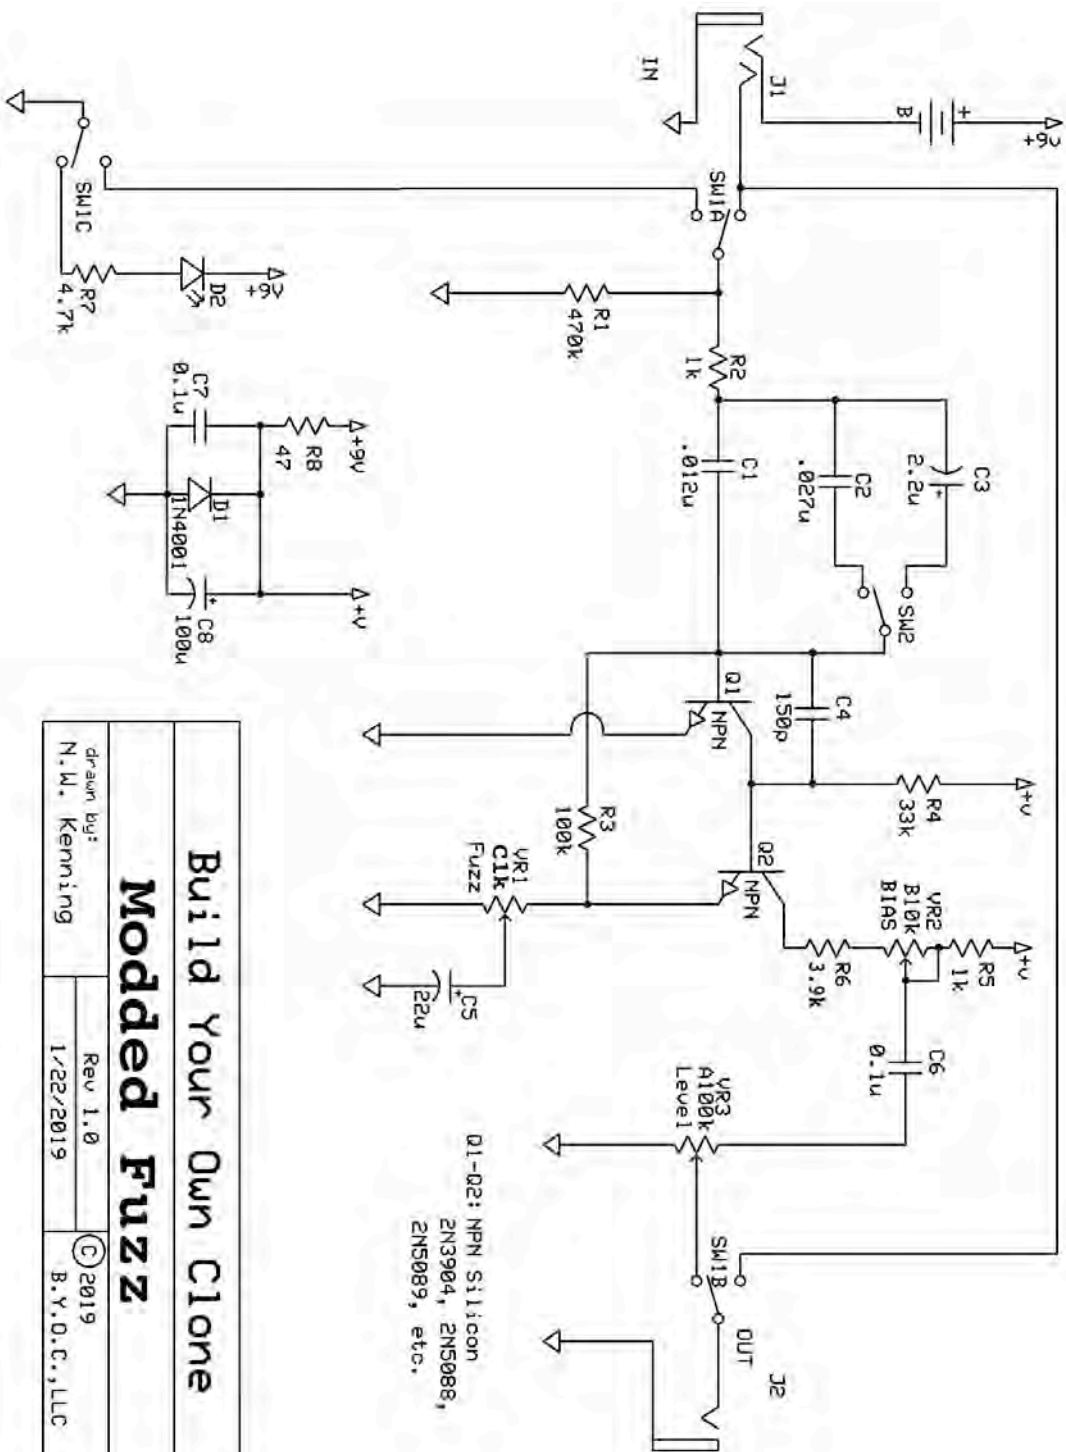 +9V
+
B
J1
IN
SW1A
SW1C
R7
4.7k
D2
+9V
R1
470k
R2
1k
C3
2.2u
+
C2
.027u
C1
.012u
SW2
C7
0.1u
R8
47
+9V
D1
1N4001
+V
+
C8
100u
Q1
NPN
C4
150p
R4
33k
+V
R3
100k
Q2
NPN
VR1
C1k
Fuzz
+
C5
22u
+V
R5
1k
VR2
B10k
BIAS
R6
3.9k
C6
0.1u
VR3
A100k
Level
SW1B
OUT
J2
Q1-Q2: NPN Silicon
2N3904, 2N5088,
2N5089, etc.
Build Your Own Clone
Modded Fuzz
drawn by:
N.W. Kenning
Rev 1.0
1/22/2019
C 2019
B.Y.O.C.,LLC